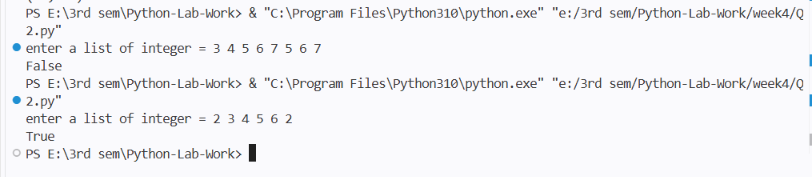 PS E:\3rd sem\Python-Lab-Work> & "C:\Program Files\Python310\python.exe" "e:/3rd sem/Python-Lab-Work/week4/Q
2.py"
enter a list of integer = 3 4 5 6 7 5 6 7
False
PS E:\3rd sem\Python-Lab-Work> & "C:\Program Files\Python310\python.exe" "e:/3rd sem/Python-Lab-Work/week4/Q
2.py"
enter a list of integer = 2 3 4 5 6 2
True
PS E:\3rd sem\Python-Lab-Work>